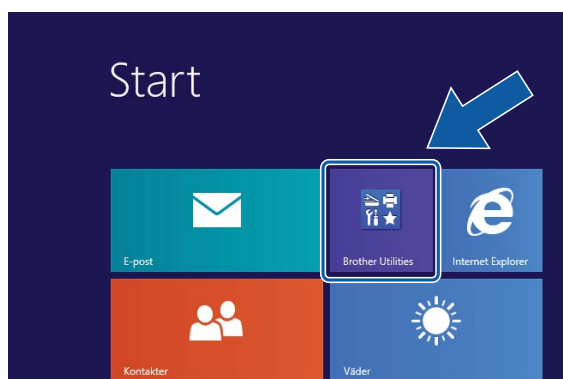 Start
E-post
Brother Utilities
Internet Explorer
Kontakter
Väder